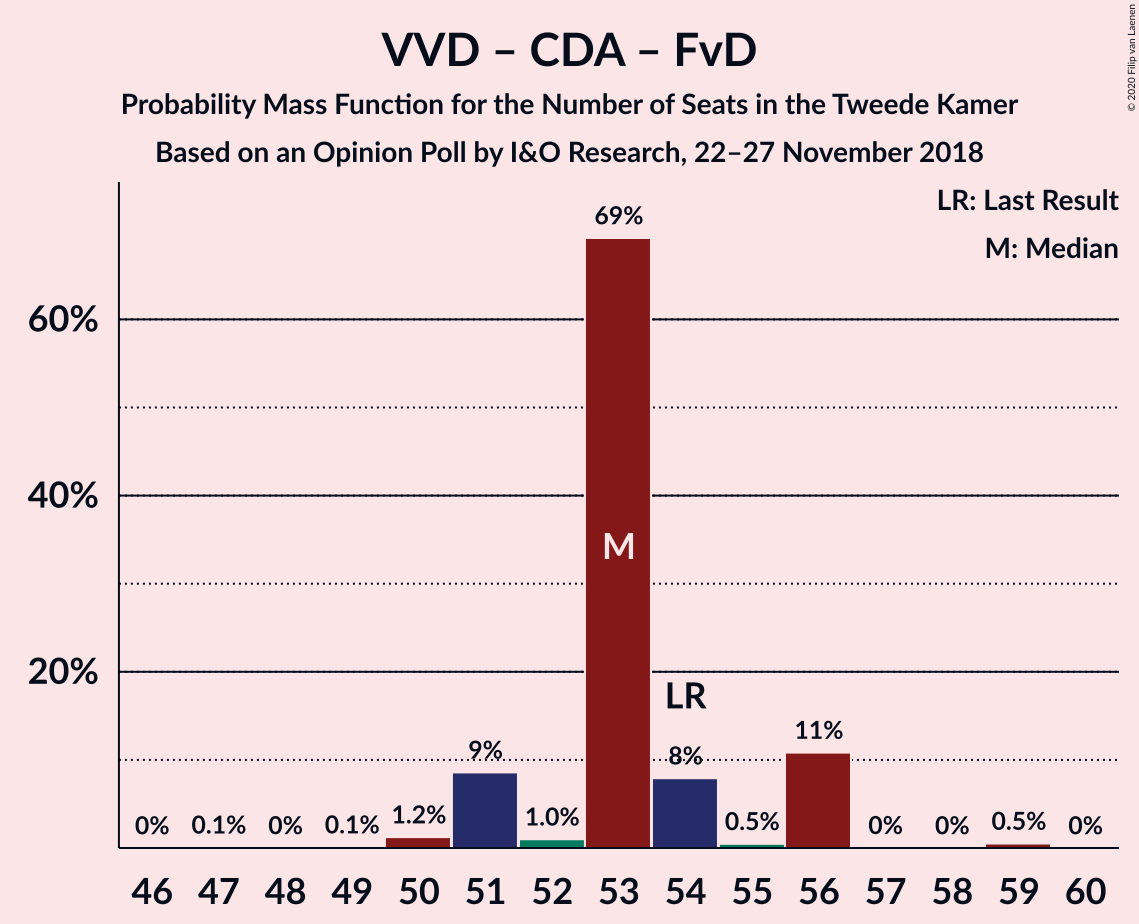 VVD – CDA – FvD
Probability Mass Function for the Number of Seats in the Tweede Kamer
Based on an Opinion Poll by I&O Research, 22–27 November 2018
© 2020 Filip van Laenen
LR: Last Result
M: Median
69%
60%
40%
M
20%
LR
11%
9%
8%
1.2%
1.0%
0.5%
0.5%
0%
0.1%
0%
0.1%
0%
0%
0%
46 47 48 49 50 51 52 53 54 55 56 57 58 59 60